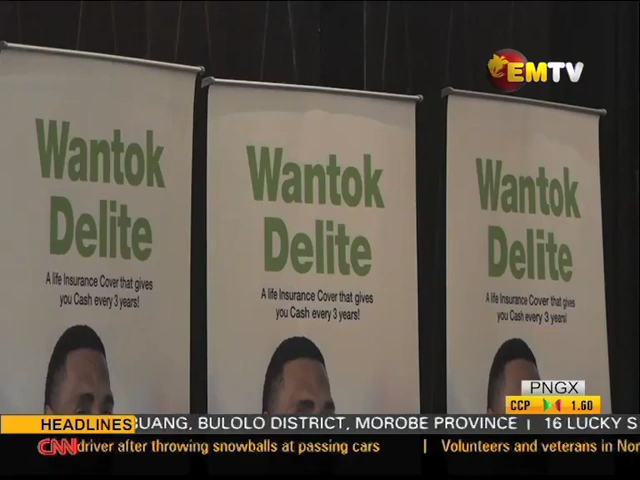 EMTV
Wantok
Delite
A life Insurance Cover that gives
you Cash every 3 years!
Wantok
Delite
A life Insurance Cover that gives
you Cash every 3 years!
Wantok
Delite
A life Insurance Cover that gives
you Cash every 3 years!
PNGX
CCP 1.60
HEADLINES BUANG, BULOLO DISTRICT, MOROBE PROVINCE | 16 LUCKY S
CNN driver after throwing snowballs at passing cars | Volunteers and veterans in Nor